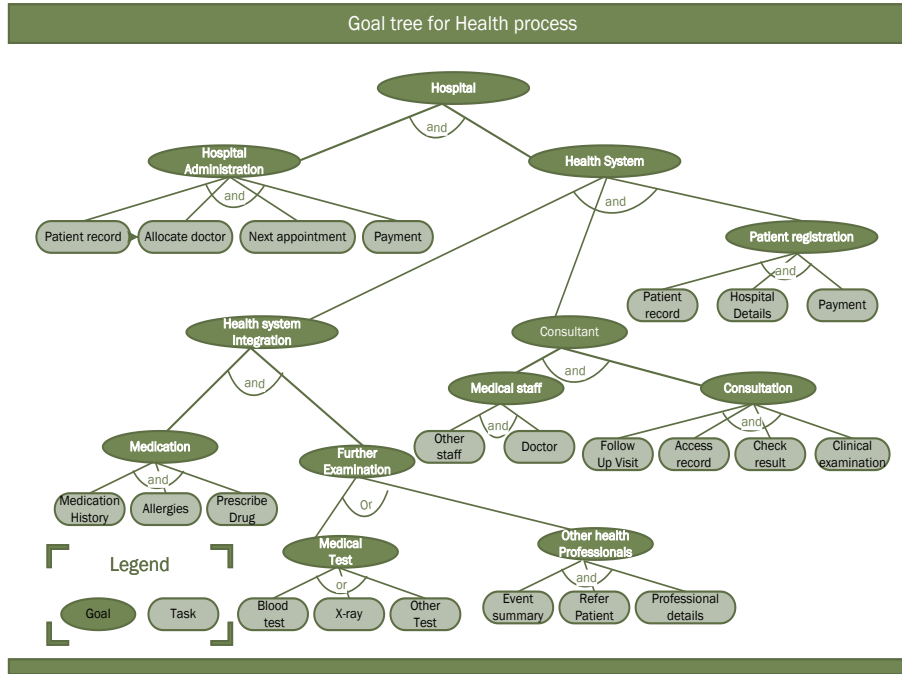 Goal tree for Health process
Hospital
and
Hospital
Administration
and
Health System
and
Patient record
Allocate doctor
Next appointment
Payment
Patient registration
and
Patient
record
Hospital
Details
Payment
Health system
Integration
and
Consultant
and
Medical staff
and
Other
staff
Doctor
Consultation
and
Follow
Up Visit
Access
record
Check
result
Clinical
examination
Medication
and
Medication
History
Allergies
Prescribe
Drug
Further
Examination
Or
Medical
Test
or
Blood
test
X-ray
Other
Test
Other health
Professionals
and
Event
summary
Refer
Patient
Professional
details
Legend
Goal
Task